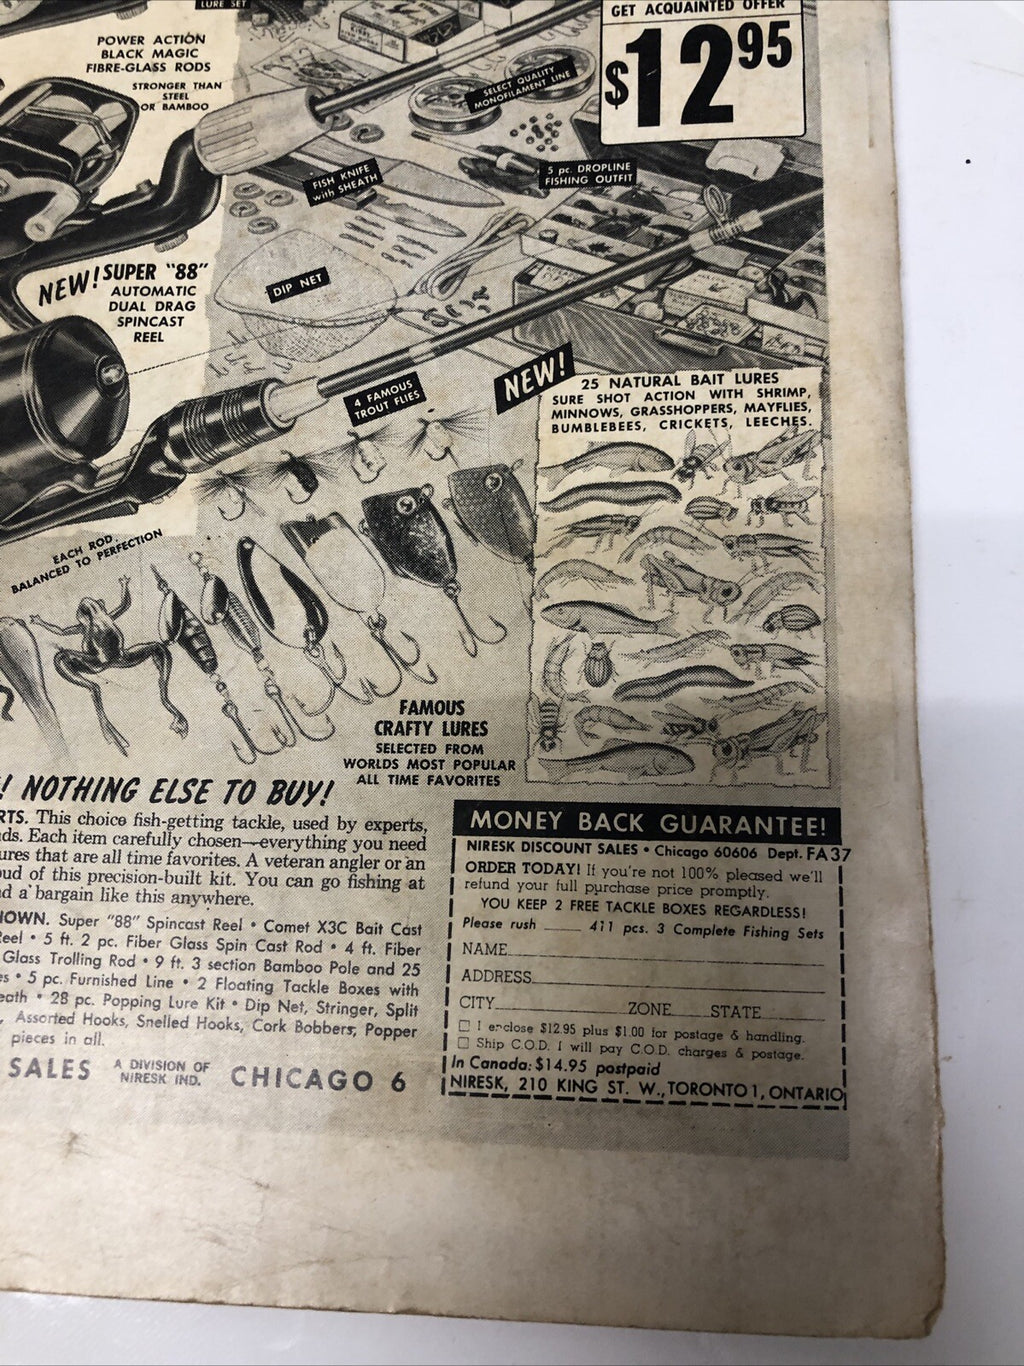 LURE SET
GET ACQUAINTED OFFER
$12 95
POWER ACTION
BLACK MAGIC
FIBRE-GLASS RODS
STRONGER THAN
STEEL
OR BAMBOO
SELECT QUALITY
MONOFILAMENT LINE
FISH KNIFE
with SHEATH
5 pc. DROPLINE
FISHING OUTFIT
NEW! SUPER "88"
AUTOMATIC
DUAL DRAG
SPINCAST
REEL
DIP NET
4 FAMOUS
TROUT FLIES
NEW!
25 NATURAL BAIT LURES
SURE SHOT ACTION WITH SHRIMP,
MINNOWS, GRASSHOPPERS, MAYFLIES,
BUMBLEBEES, CRICKETS, LEECHES.
EACH ROD
BALANCED TO PERFECTION
FAMOUS
CRAFTY LURES
SELECTED FROM
WORLDS MOST POPULAR
ALL TIME FAVORITES
! NOTHING ELSE TO BUY!
RTS. This choice fish-getting tackle, used by experts,
ds. Each item carefully chosen—everything you need
ures that are all time favorites. A veteran angler or an
oud of this precision-built kit. You can go fishing at
d a bargain like this anywhere.
OWN. Super "88" Spincast Reel • Comet X3C Bait Cast
eel • 5 ft. 2 pc. Fiber Glass Spin Cast Rod • 4 ft. Fiber
Glass Trolling Rod • 9 ft. 3 section Bamboo Pole and 25
es • 5 pc. Furnished Line • 2 Floating Tackle Boxes with
eath • 28 pc. Popping Lure Kit • Dip Net, Stringer, Split
, Assorted Hooks, Snelled Hooks, Cork Bobbers, Popper
pieces in all.
SALES A DIVISION OF NIRESK IND. CHICAGO 6
MONEY BACK GUARANTEE!
NIRESK DISCOUNT SALES • Chicago 60606 Dept. FA37
ORDER TODAY! If you're not 100% pleased we'll
refund your full purchase price promptly.
YOU KEEP 2 FREE TACKLE BOXES REGARDLESS!
Please rush ____ 411 pcs. 3 Complete Fishing Sets
NAME
ADDRESS
CITY ZONE STATE
☐ I enclose $12.95 plus $1.00 for postage & handling.
☐ Ship C.O.D. I will pay C.O.D. charges & postage.
In Canada: $14.95 postpaid
NIRESK, 210 KING ST. W., TORONTO 1, ONTARIO